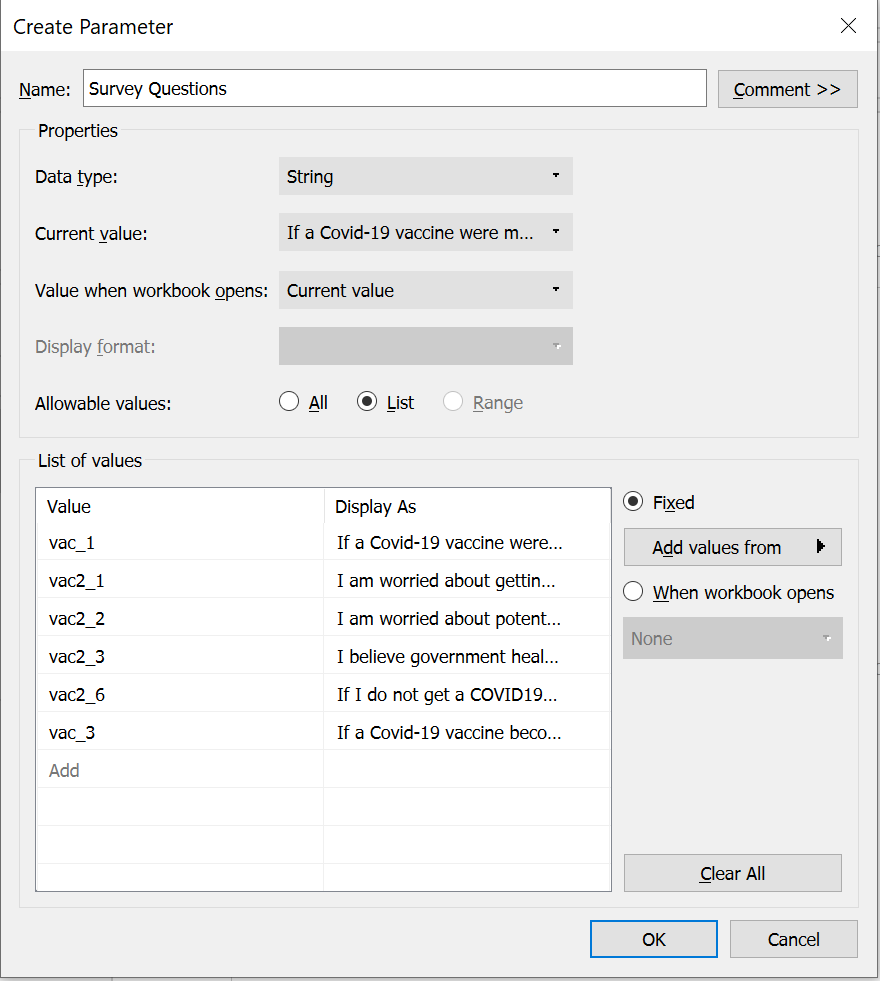 Create Parameter
Name: Survey Questions Comment >>
Properties
Data type: String
Current value: If a Covid-19 vaccine were m...
Value when workbook opens: Current value
Display format:
Allowable values: All List Range
List of values
Value Display As Fixed
vac_1 If a Covid-19 vaccine were...
Add values from
vac2_1 I am worried about gettin...
When workbook opens
vac2_2 I am worried about potent...
None
vac2_3 I believe government heal...
vac2_6 If I do not get a COVID19...
vac_3 If a Covid-19 vaccine beco...
Add
Clear All
OK Cancel